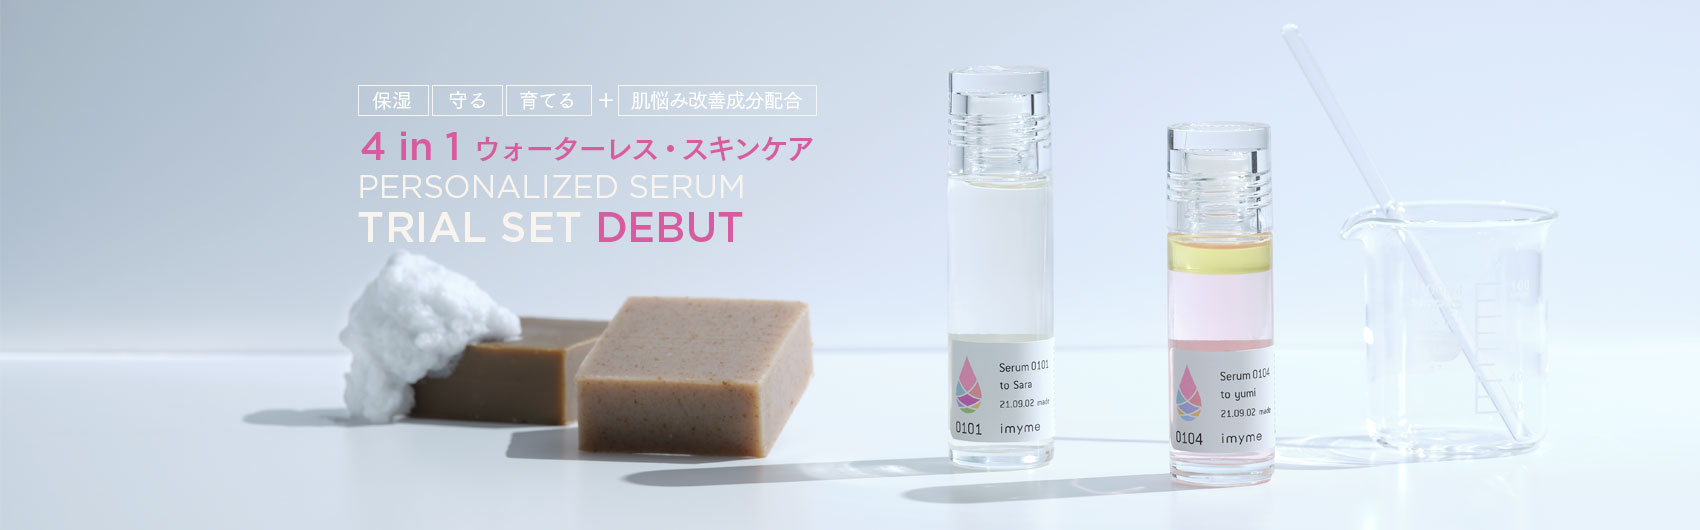 保湿 守る 育てる + 肌悩み改善成分配合
4 in 1 ウォーターレス・スキンケア
PERSONALIZED SERUM
TRIAL SET DEBUT
Serum 0101
to Sara
21.09.02 made
0101 imyme
Serum 0104
to yumi
21.09.02 made
0104 imyme